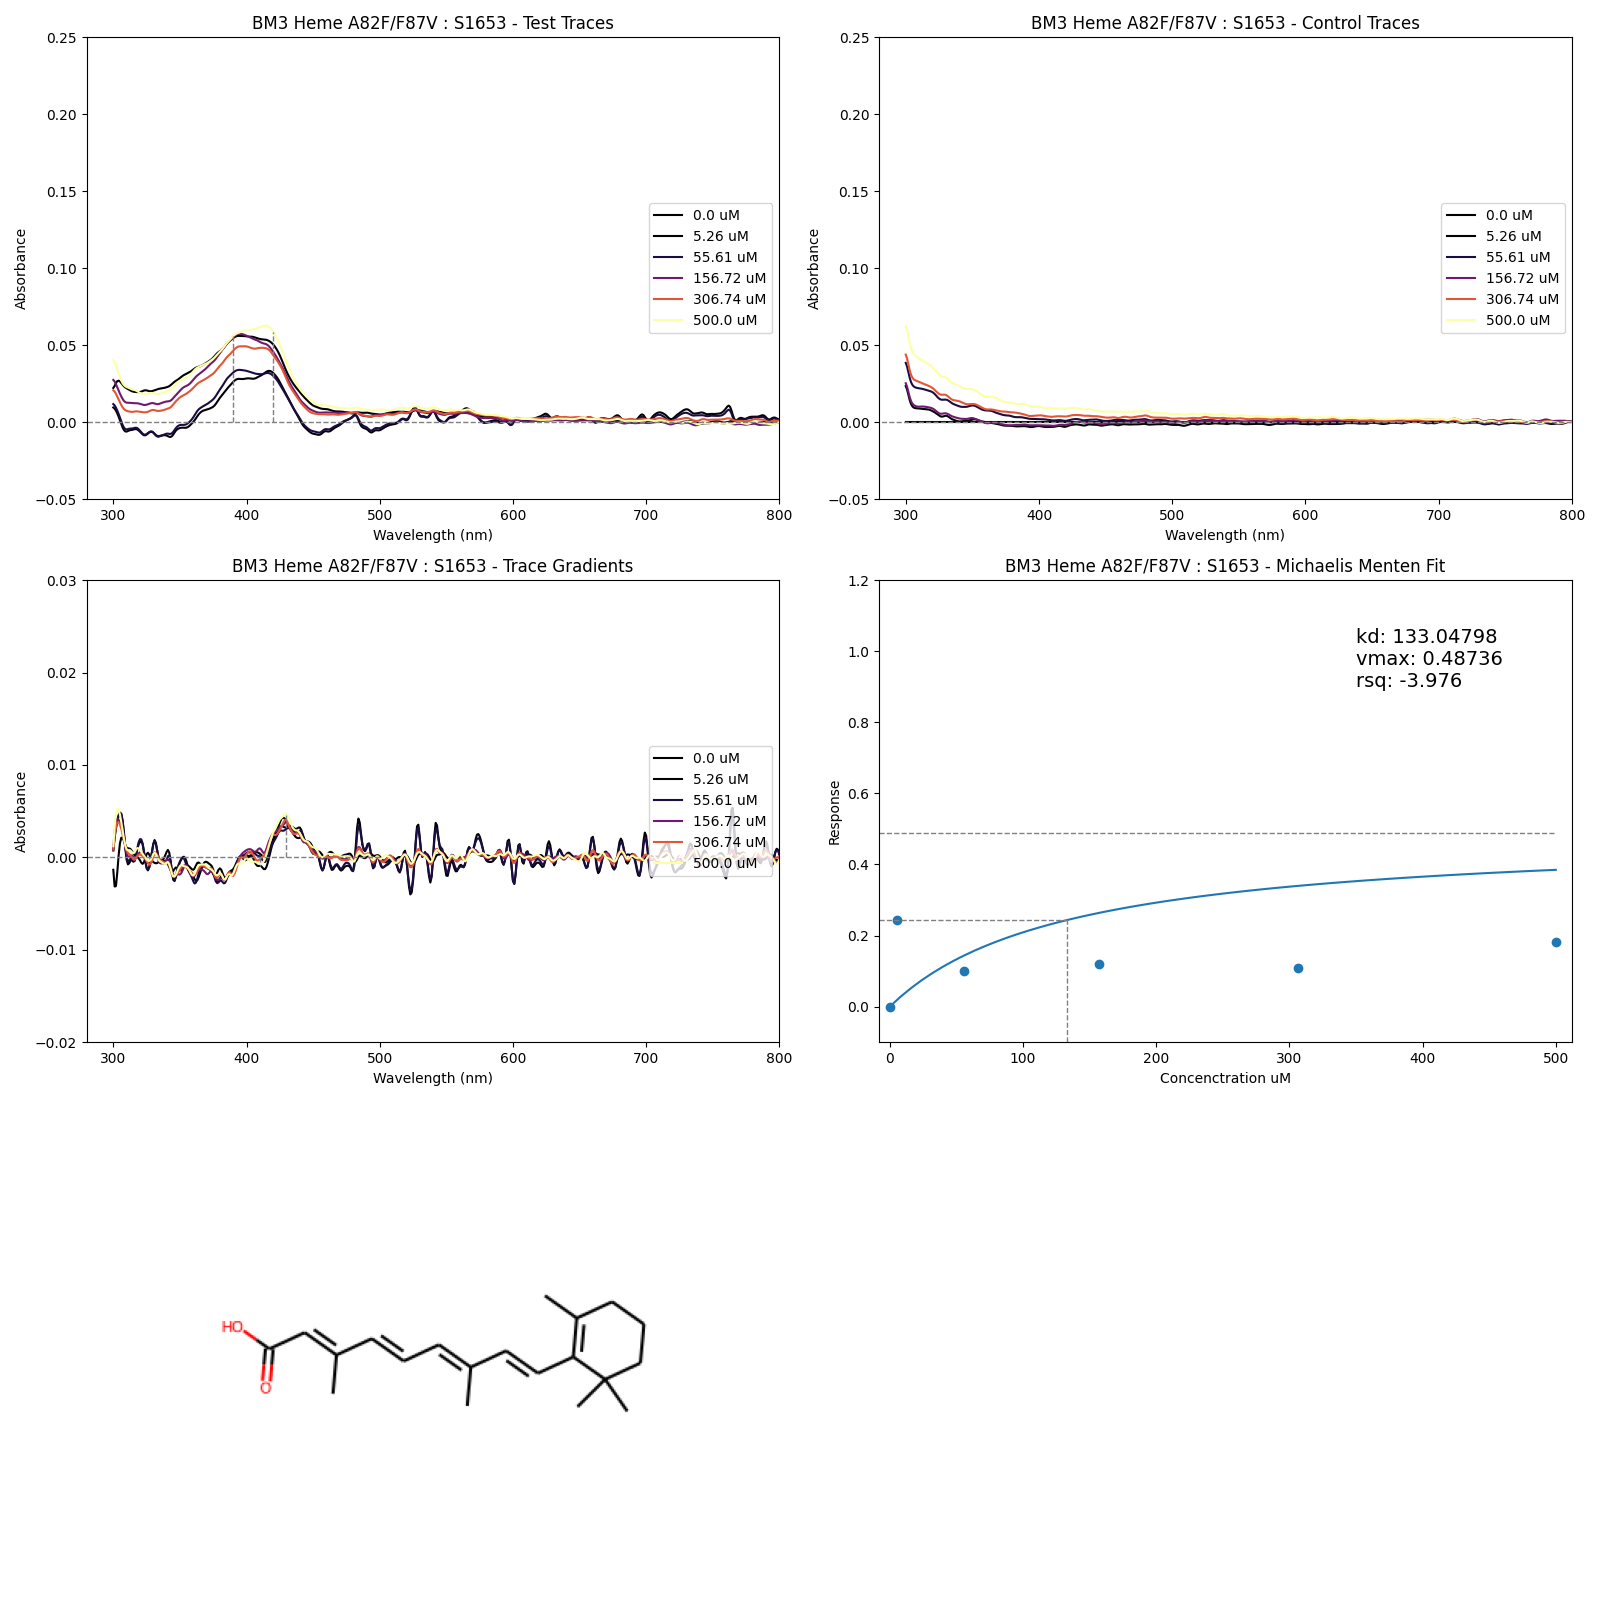 BM3 Heme A82F/F87V : S1653 - Test Traces
0.25
0.20
0.15
0.10
0.05
0.00
−0.05
Absorbance
300 400 500 600 700 800
Wavelength (nm)
0.0 uM
5.26 uM
55.61 uM
156.72 uM
306.74 uM
500.0 uM
BM3 Heme A82F/F87V : S1653 - Control Traces
0.25
0.20
0.15
0.10
0.05
0.00
−0.05
Absorbance
300 400 500 600 700 800
Wavelength (nm)
0.0 uM
5.26 uM
55.61 uM
156.72 uM
306.74 uM
500.0 uM
BM3 Heme A82F/F87V : S1653 - Trace Gradients
0.03
0.02
0.01
0.00
−0.01
−0.02
Absorbance
300 400 500 600 700 800
Wavelength (nm)
0.0 uM
5.26 uM
55.61 uM
156.72 uM
306.74 uM
500.0 uM
BM3 Heme A82F/F87V : S1653 - Michaelis Menten Fit
1.2
1.0
0.8
0.6
0.4
0.2
0.0
Response
0 100 200 300 400 500
Concenctration uM
kd: 133.04798
vmax: 0.48736
rsq: -3.976
HO
O